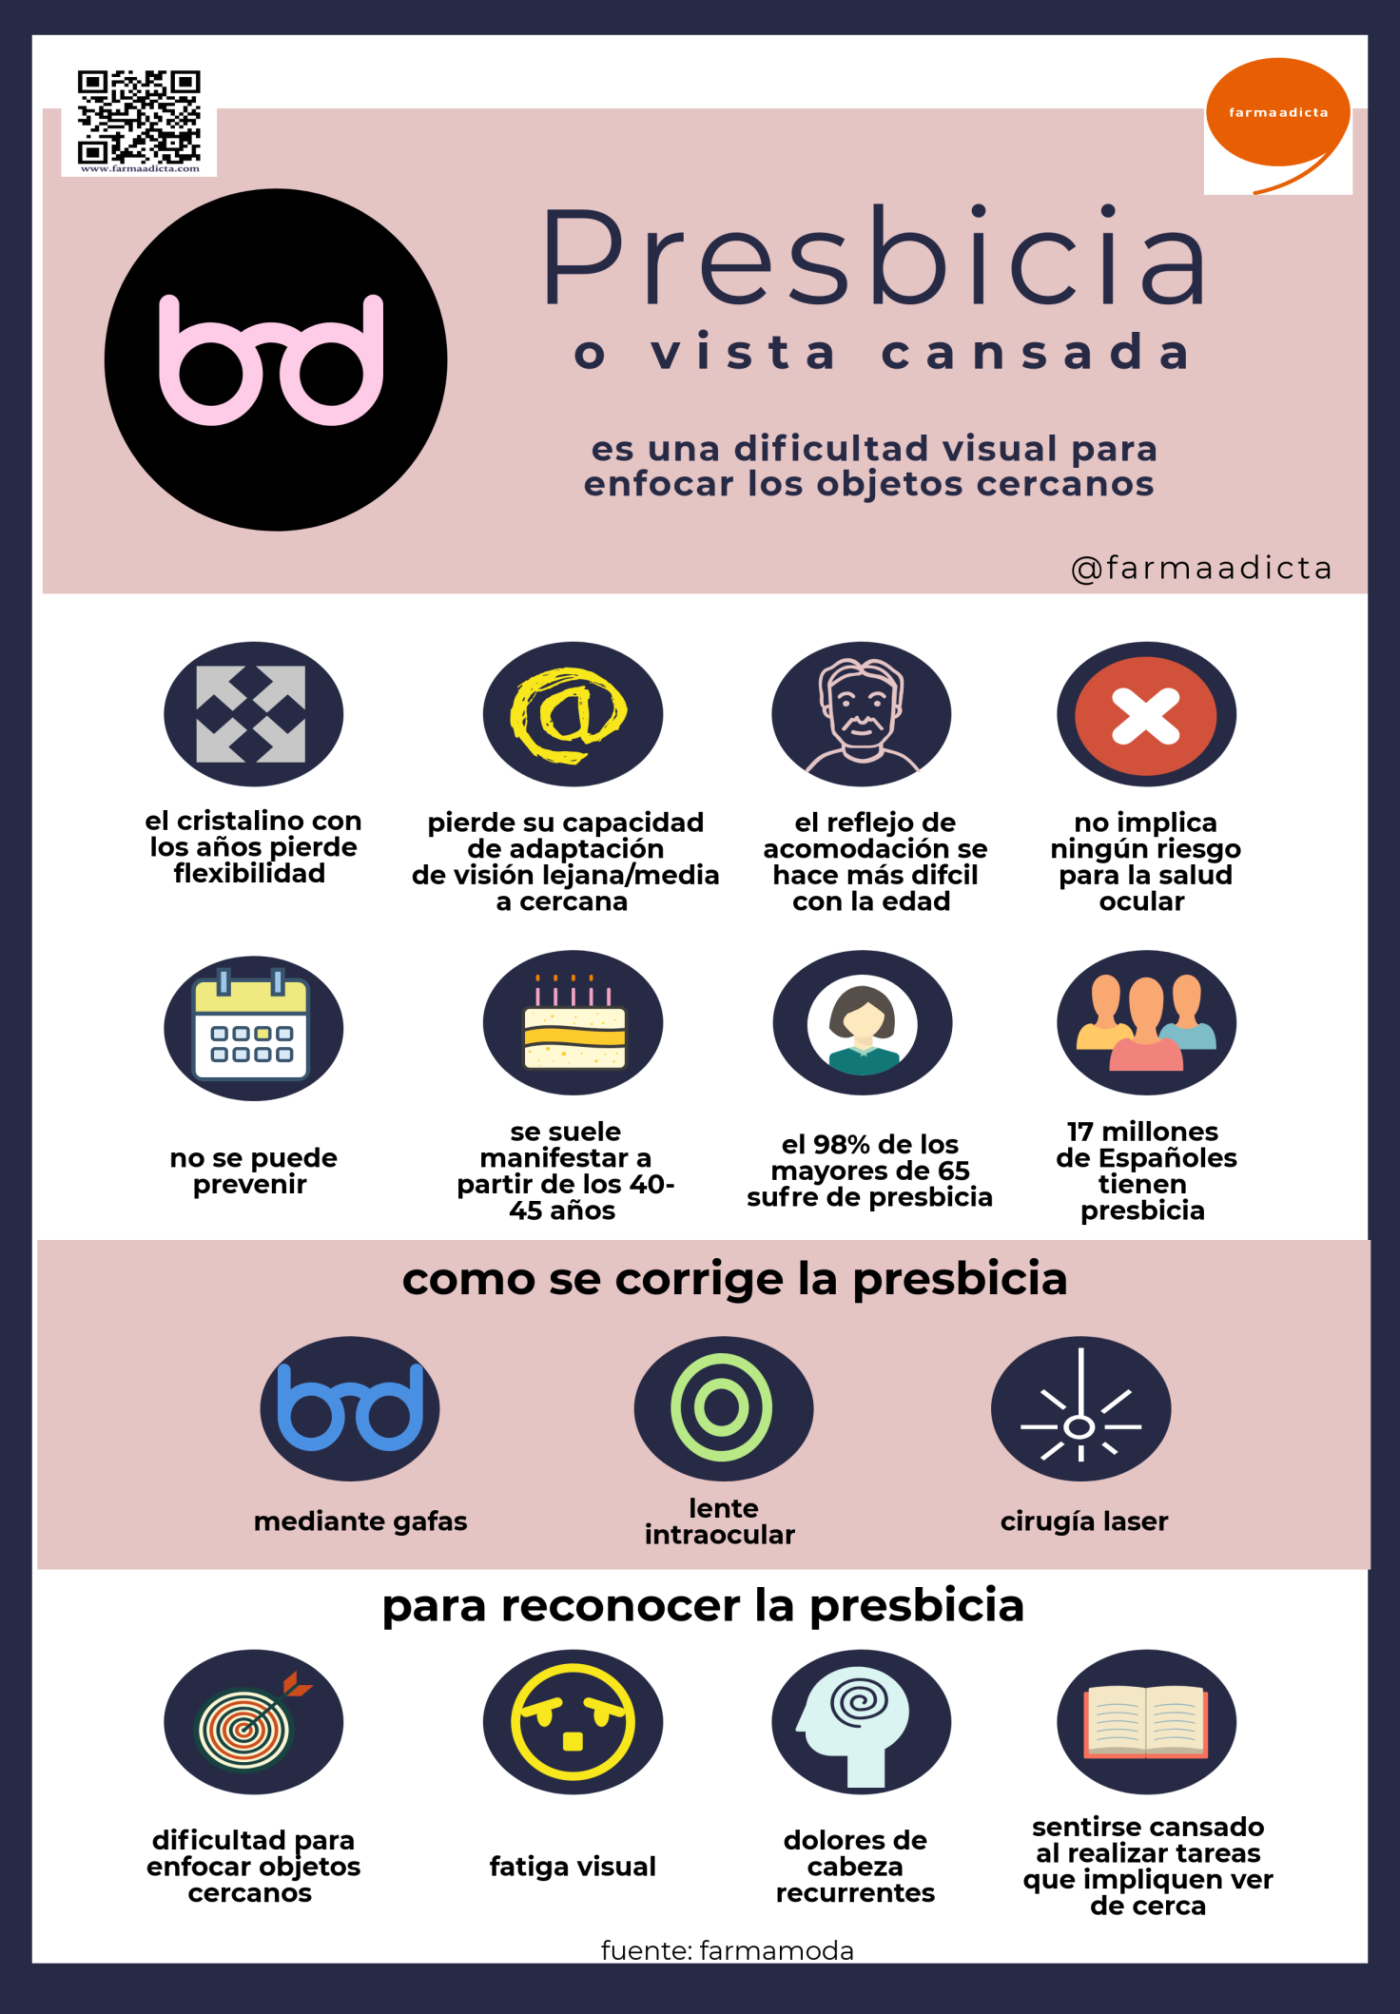 www.farmaadicta.com
farmaadicta
Presbicia
o vista cansada
es una dificultad visual para
enfocar los objetos cercanos
@farmaadicta
el cristalino con
los años pierde
flexibilidad
pierde su capacidad
de adaptación
de visión lejana/media
a cercana
el reflejo de
acomodación se
hace más difcil
con la edad
no implica
ningún riesgo
para la salud
ocular
no se puede
prevenir
se suele
manifestar a
partir de los 40-
45 años
el 98% de los
mayores de 65
sufre de presbicia
17 millones
de Españoles
tienen
presbicia
como se corrige la presbicia
mediante gafas
lente
intraocular
cirugía laser
para reconocer la presbicia
dificultad para
enfocar objetos
cercanos
fatiga visual
dolores de
cabeza
recurrentes
sentirse cansado
al realizar tareas
que impliquen ver
de cerca
fuente: farmamoda